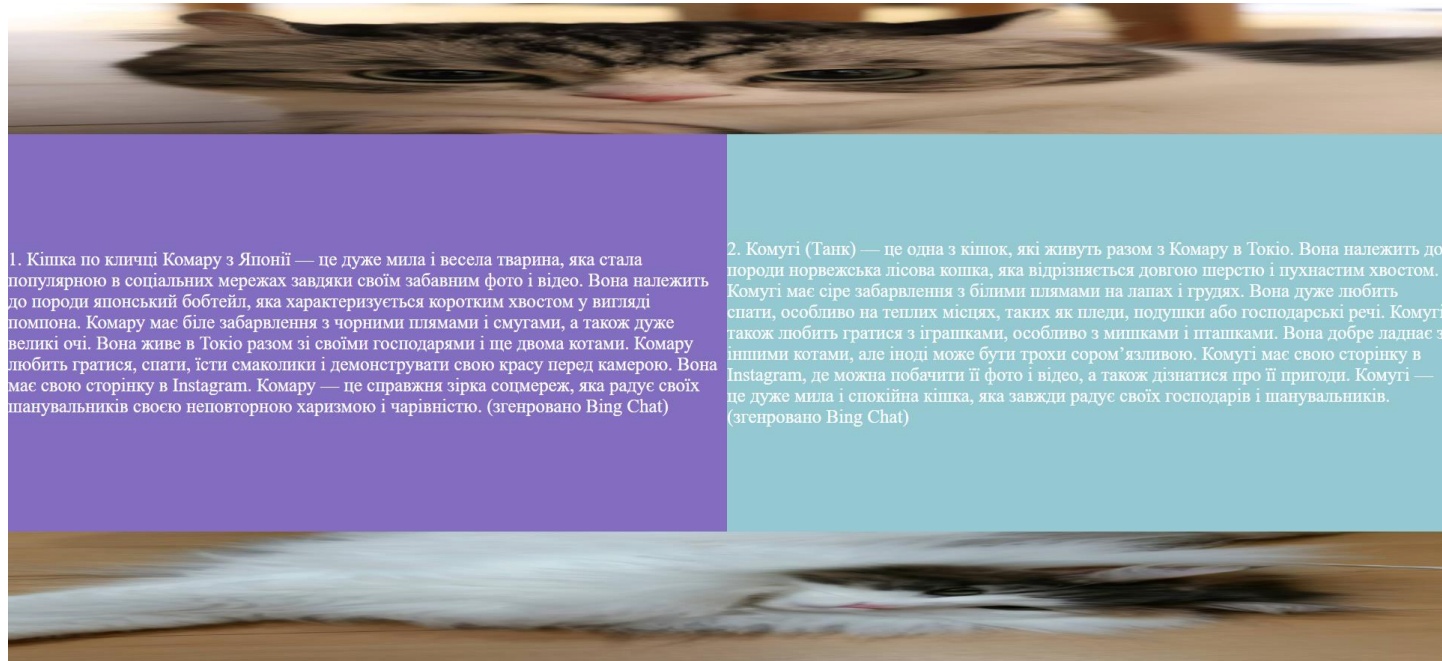 1. Кішка по кличці Комару з Японії — це дуже мила і весела тварина, яка стала
популярною в соціальних мережах завдяки своїм забавним фото і відео. Вона належить
до породи японський бобтейл, яка характеризується коротким хвостом у вигляді
помпона. Комару має біле забарвлення з чорними плямами і смугами, а також дуже
великі очі. Вона живе в Токіо разом зі своїми господарями і ще двома котами. Комару
любить гратися, спати, їсти смаколики і демонструвати свою красу перед камерою. Вона
має свою сторінку в Instagram. Комару — це справжня зірка соцмереж, яка радує своїх
шанувальників своєю неповторною харизмою і чарівністю. (згенровано Bing Chat)
2. Комугі (Танк) — це одна з кішок, які живуть разом з Комару в Токіо. Вона належить до
породи норвежська лісова кошка, яка відрізняється довгою шерстю і пухнастим хвостом.
Комугі має сіре забарвлення з білими плямами на лапах і грудях. Вона дуже любить
спати, особливо на теплих місцях, таких як пледи, подушки або господарські речі. Комугі
також любить гратися з іграшками, особливо з мишками і пташками. Вона добре ладнає з
іншими котами, але іноді може бути трохи сором’язливою. Комугі має свою сторінку в
Instagram, де можна побачити її фото і відео, а також дізнатися про її пригоди. Комугі —
це дуже мила і спокійна кішка, яка завжди радує своїх господарів і шанувальників.
(згенровано Bing Chat)